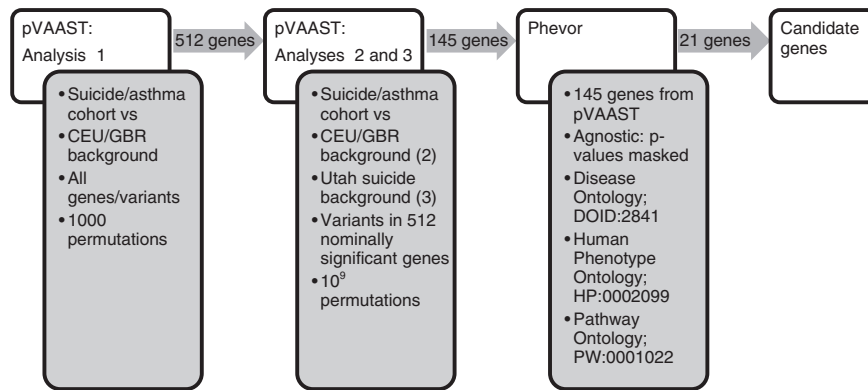 pVAAST:
Analysis 1
512 genes
pVAAST:
Analyses 2 and 3
145 genes
Phevor
21 genes
Candidate
genes
•Suicide/asthma
cohort vs
•CEU/GBR
background
•All
genes/variants
•1000
permutations
•Suicide/asthma
cohort vs
•CEU/GBR
background (2)
•Utah suicide
background (3)
•Variants in 512
nominally
significant genes
•10⁹
permutations
•145 genes from
pVAAST
•Agnostic: p-
values masked
•Disease
Ontology;
DOID:2841
•Human
Phenotype
Ontology;
HP:0002099
•Pathway
Ontology;
PW:0001022